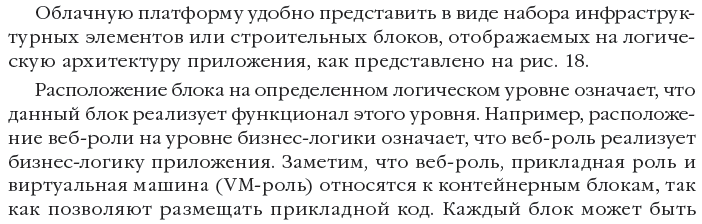 Облачную платформу удобно представить в виде набора инфраструк-
турных элементов или строительных блоков, отображаемых на логиче-
скую архитектуру приложения, как представлено на рис. 18.
Расположение блока на определенном логическом уровне означает, что
данный блок реализует функционал этого уровня. Например, расположе-
ние веб-роли на уровне бизнес-логики означает, что веб-роль реализует
бизнес-логику приложения. Заметим, что веб-роль, прикладная роль и
виртуальная машина (VM-роль) относятся к контейнерным блокам, так
как позволяют размещать прикладной код. Каждый блок может быть